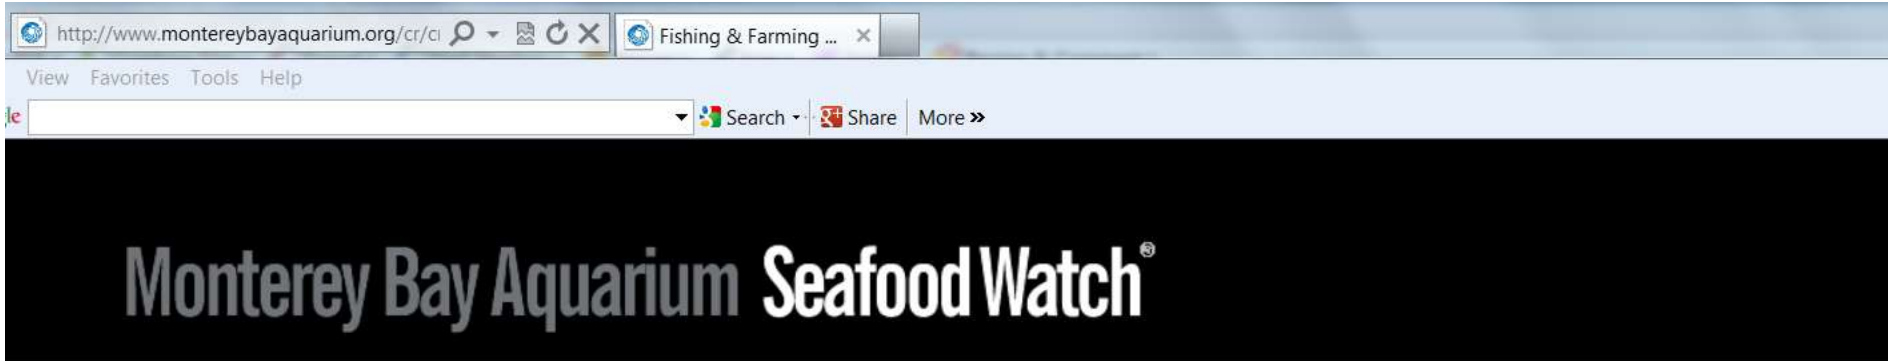 http://www.montereybayaquarium.org/cr/c Fishing & Farming ...
View Favorites Tools Help
le Search Share More »
Monterey Bay Aquarium Seafood Watch®